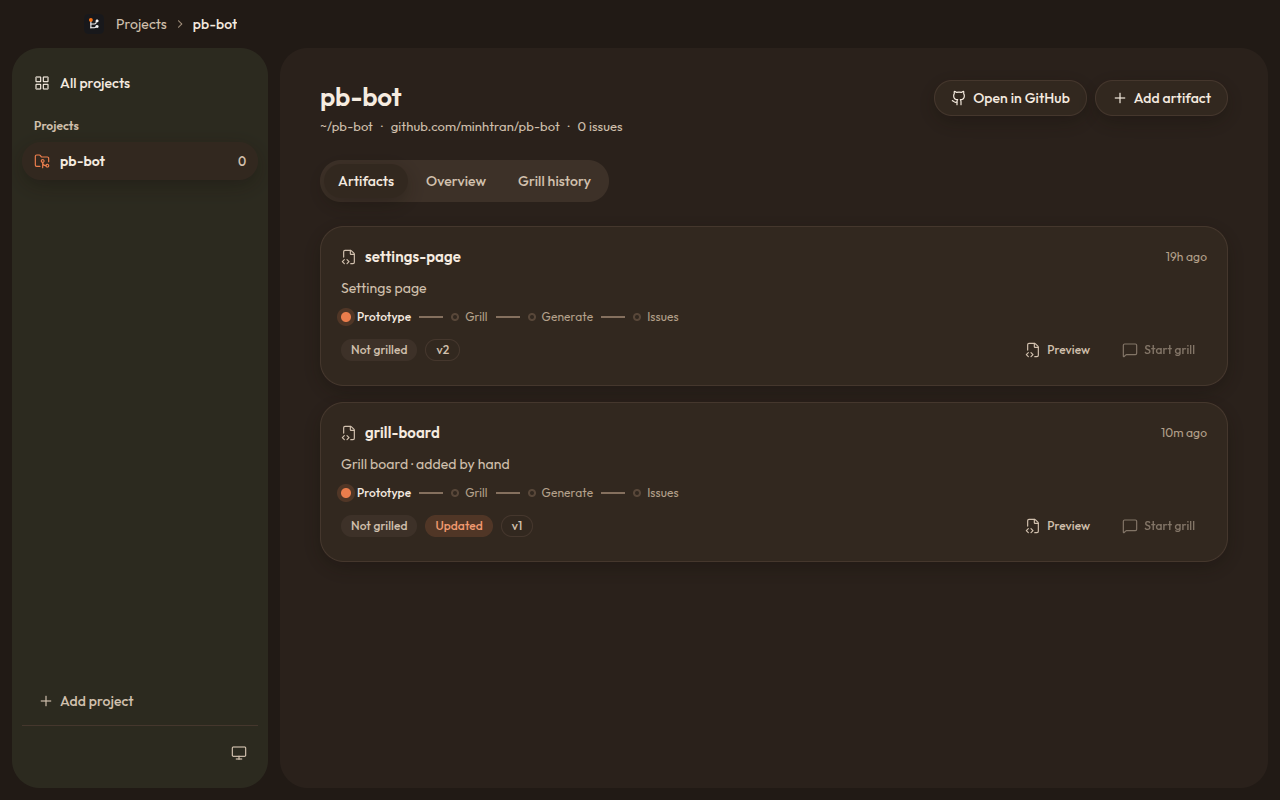 Projects > pb-bot
All projects
Projects
pb-bot 0
Add project
pb-bot
~/pb-bot · github.com/minhtran/pb-bot · 0 issues
Open in GitHub
Add artifact
Artifacts Overview Grill history
settings-page 19h ago
Settings page
Prototype Grill Generate Issues
Not grilled v2 Preview Start grill
grill-board 10m ago
Grill board · added by hand
Prototype Grill Generate Issues
Not grilled Updated v1 Preview Start grill